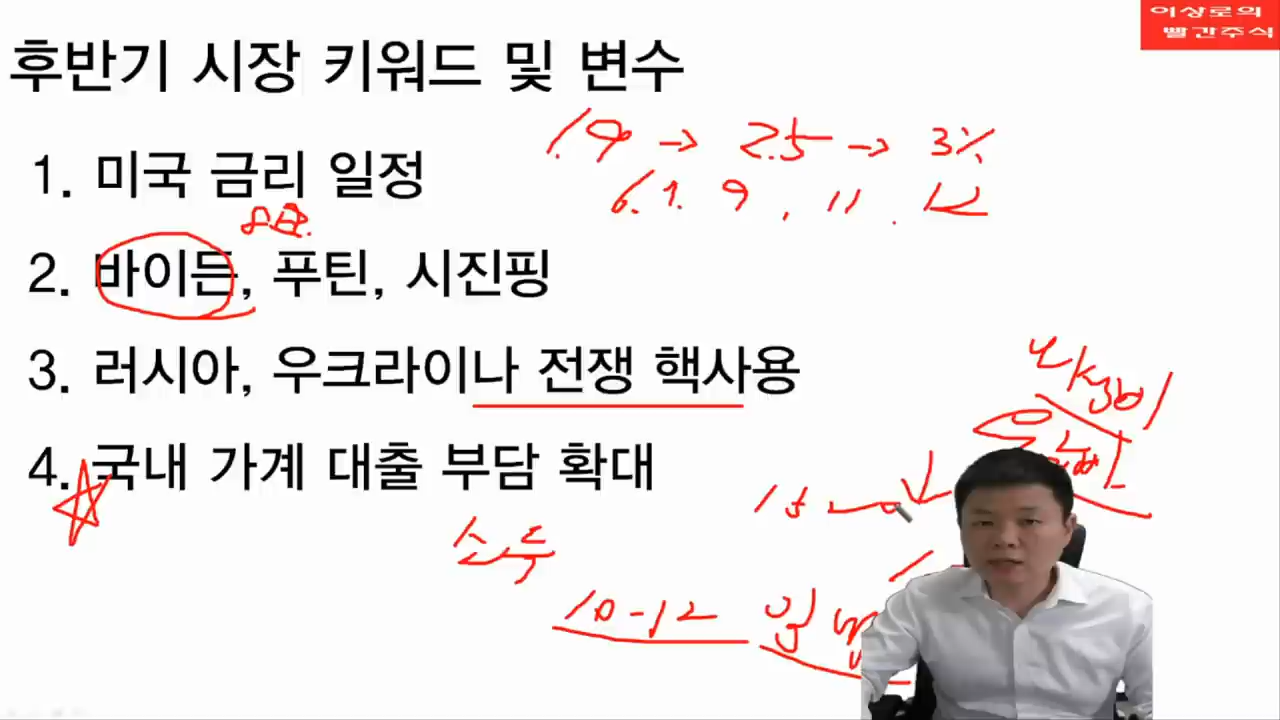 이상로의
빨간주식
후반기 시장 키워드 및 변수
1.9 → 2.5 → 3%
1. 미국 금리 일정
6. 7. 9, 11. 12
2. 바이든, 푸틴, 시진핑
3. 러시아, 우크라이나 전쟁 핵사용
4. 국내 가계 대출 부담 확대
10-12